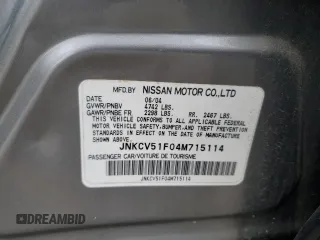 MFD.BY NISSAN MOTOR CO.,LTD
DATE 06/04
GVWR/PNBV 4742 LBS.
GAWR/PNBE FR 2298 LBS. RR. 2467 LBS.
THIS VEHICLE CONFORMS TO ALL APPLICABLE FEDERAL
MOTOR VEHICLE SAFETY,BUMPER,AND THEFT PREVENTION
STANDARDS IN EFFECT ON THE DATE OF MANUFACTURE
SHOWN ABOVE.
JNKCV51F04M715114
PASSENGER CAR/VOITURE DE TOURISME
JNKCV51F04M715114
DREAMBID